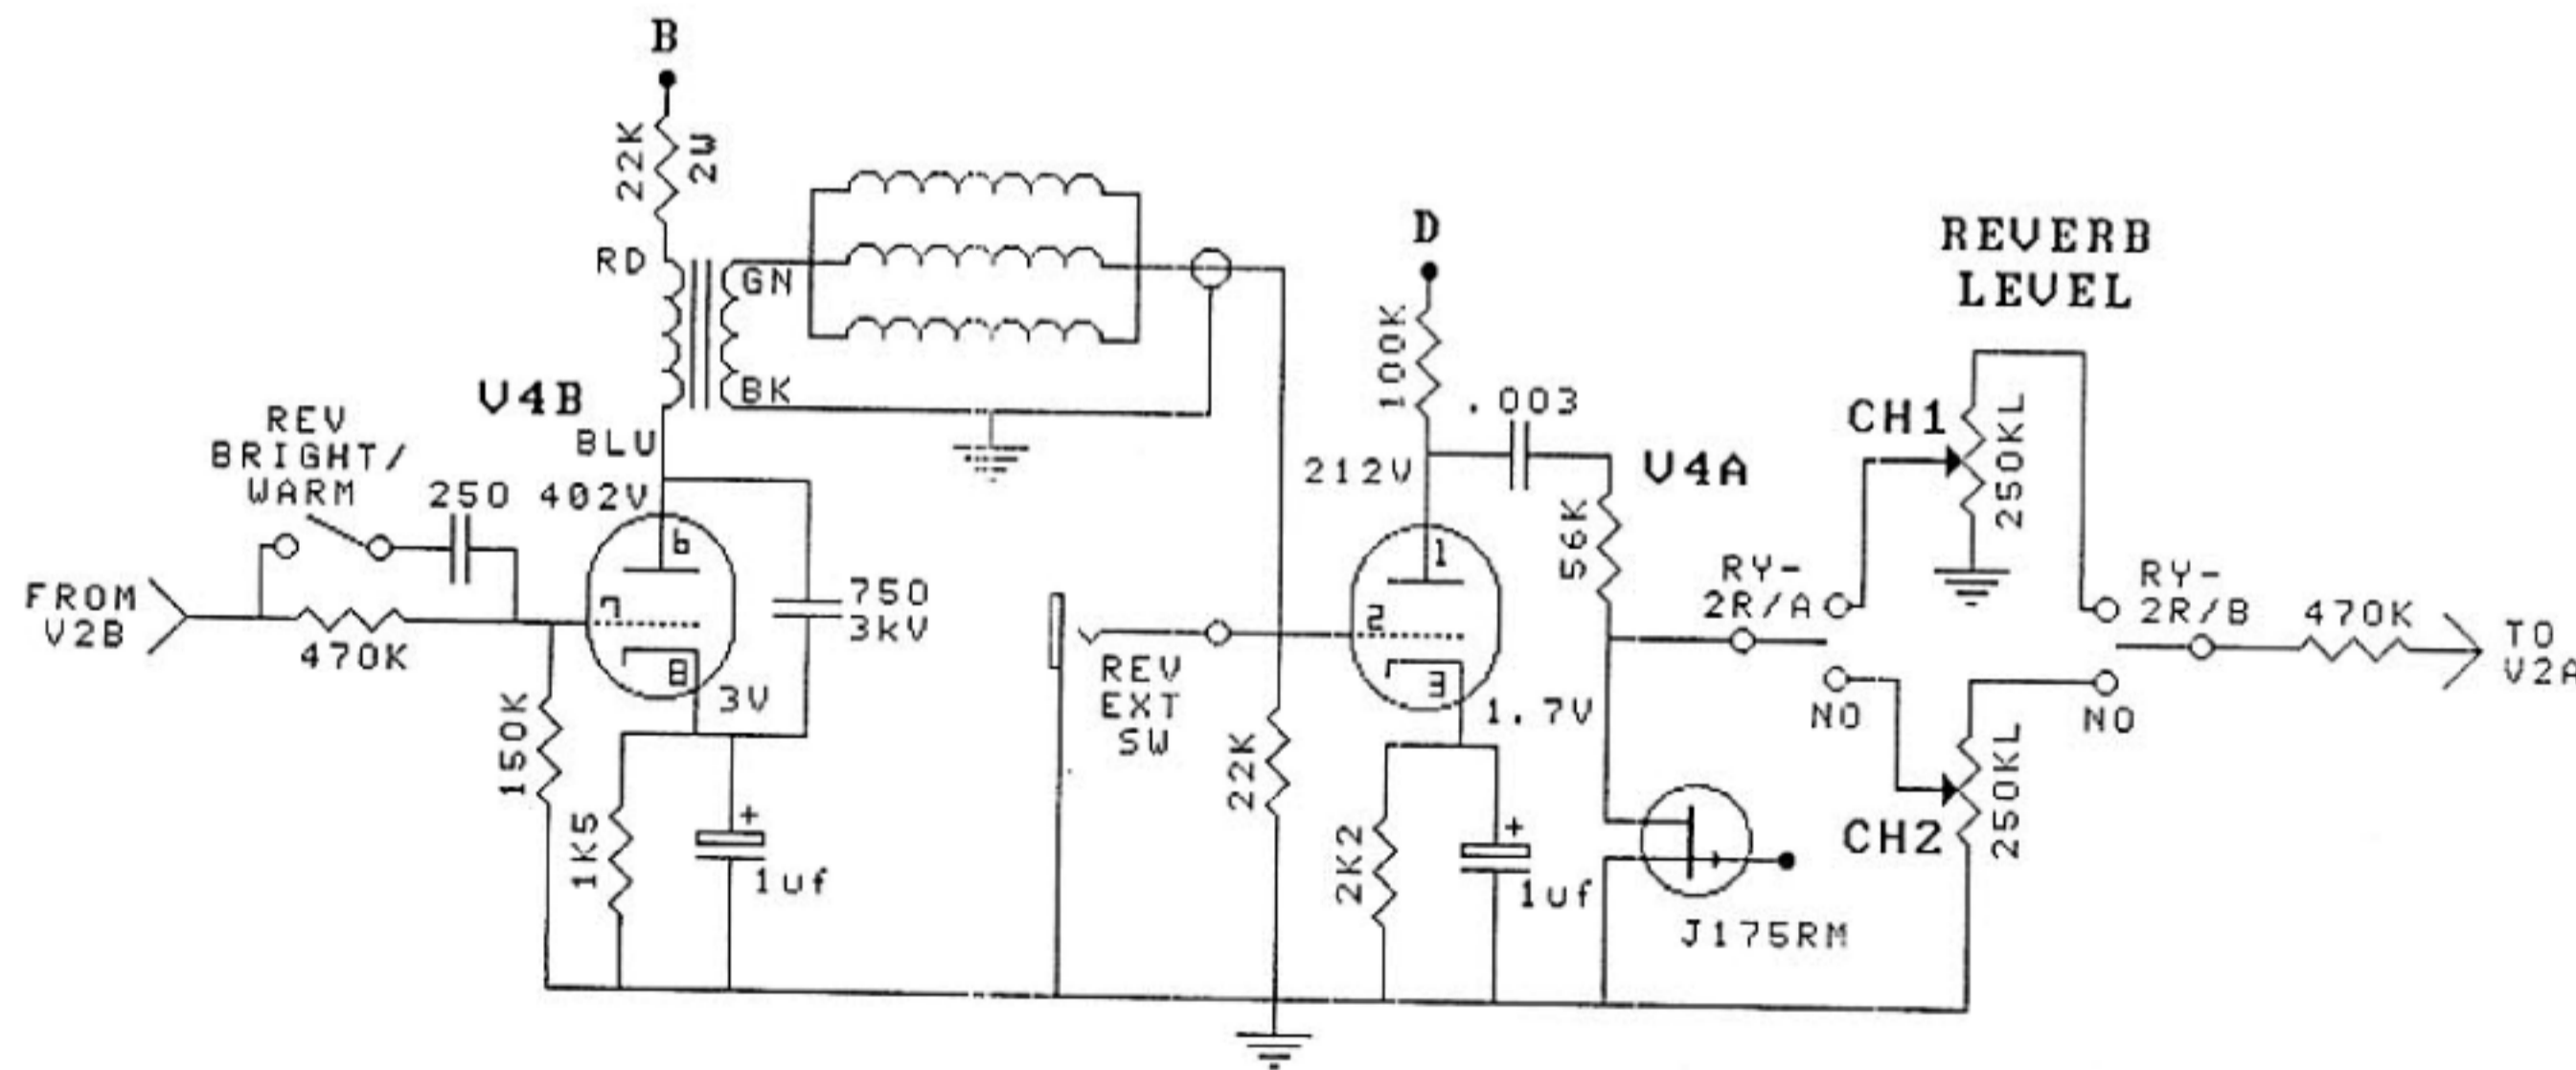 B
22K
2W
RD
GN
BK
V4B
BLU
REV
BRIGHT/
WARM
250
402V
FROM
V2B
470K
6
7
8
3V
750
3kV
150K
1K5
+
1uf
D
100K
.003
212V
V4A
56K
1
2
3
1.7V
REV
EXT
SW
22K
2K2
+
1uf
J175RM
REVERB
LEVEL
CH1
250KL
RY-
2R/A
NO
CH2
250KL
RY-
2R/B
NO
470K
TO
V2A